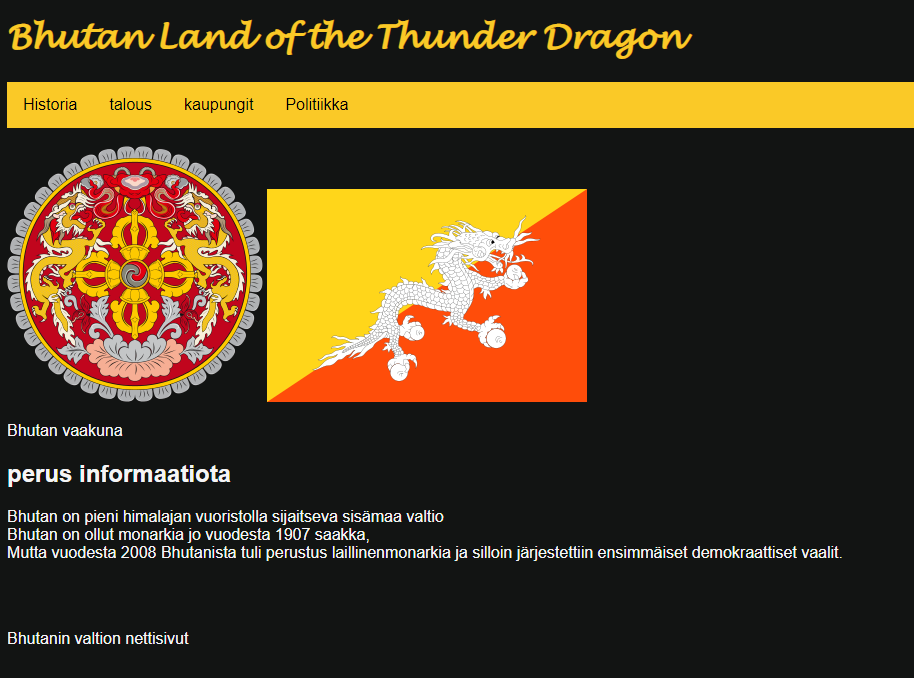 Bhutan Land of the Thunder Dragon
Historia talous kaupungit Politiikka
Bhutan vaakuna
perus informaatiota
Bhutan on pieni himalajan vuoristolla sijaitseva sisämaa valtio
Bhutan on ollut monarkia jo vuodesta 1907 saakka,
Mutta vuodesta 2008 Bhutanista tuli perustus laillinenmonarkia ja silloin järjestettiin ensimmäiset demokraattiset vaalit.
Bhutanin valtion nettisivut